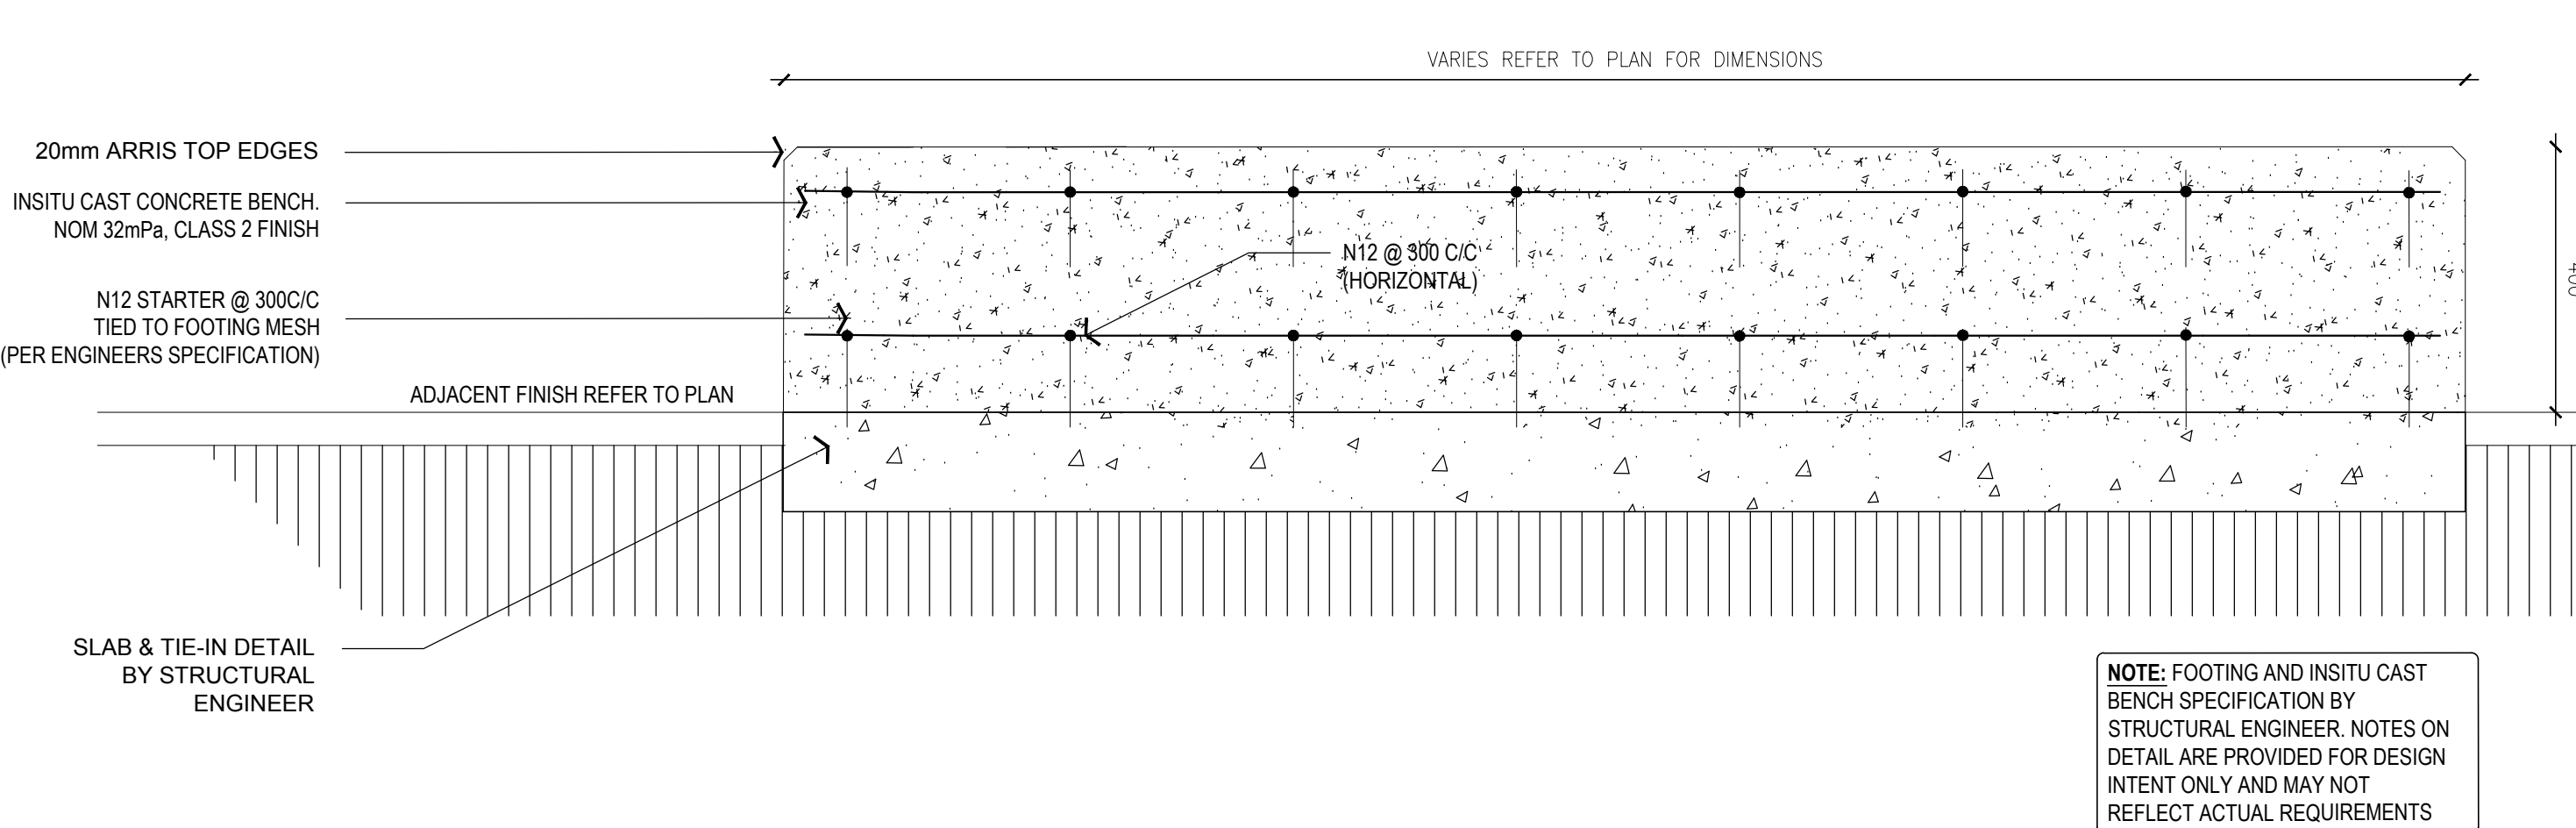 VARIES REFER TO PLAN FOR DIMENSIONS
20mm ARRIS TOP EDGES
INSITU CAST CONCRETE BENCH.
NOM 32mPa, CLASS 2 FINISH
N12 @ 300 C/C
(HORIZONTAL)
400
N12 STARTER @ 300C/C
TIED TO FOOTING MESH
(PER ENGINEERS SPECIFICATION)
ADJACENT FINISH REFER TO PLAN
SLAB & TIE-IN DETAIL
BY STRUCTURAL
ENGINEER
NOTE: FOOTING AND INSITU CAST
BENCH SPECIFICATION BY
STRUCTURAL ENGINEER. NOTES ON
DETAIL ARE PROVIDED FOR DESIGN
INTENT ONLY AND MAY NOT
REFLECT ACTUAL REQUIREMENTS